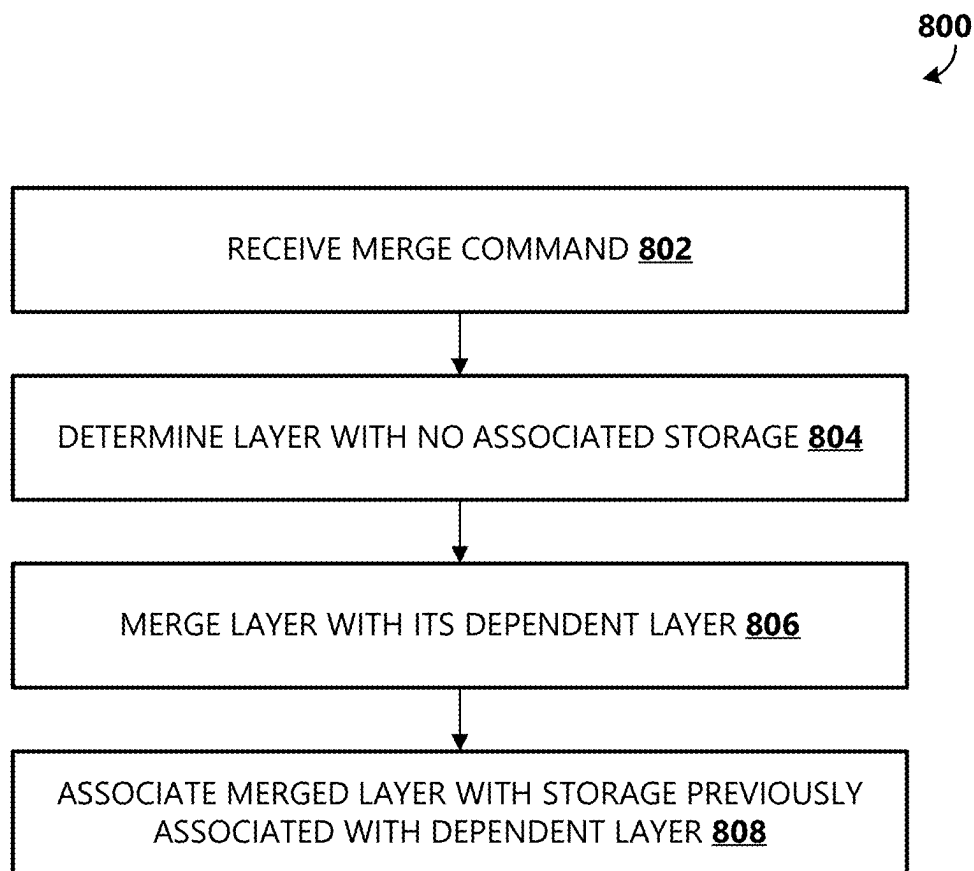 800
RECEIVE MERGE COMMAND 802
DETERMINE LAYER WITH NO ASSOCIATED STORAGE 804
MERGE LAYER WITH ITS DEPENDENT LAYER 806
ASSOCIATE MERGED LAYER WITH STORAGE PREVIOUSLY
ASSOCIATED WITH DEPENDENT LAYER 808